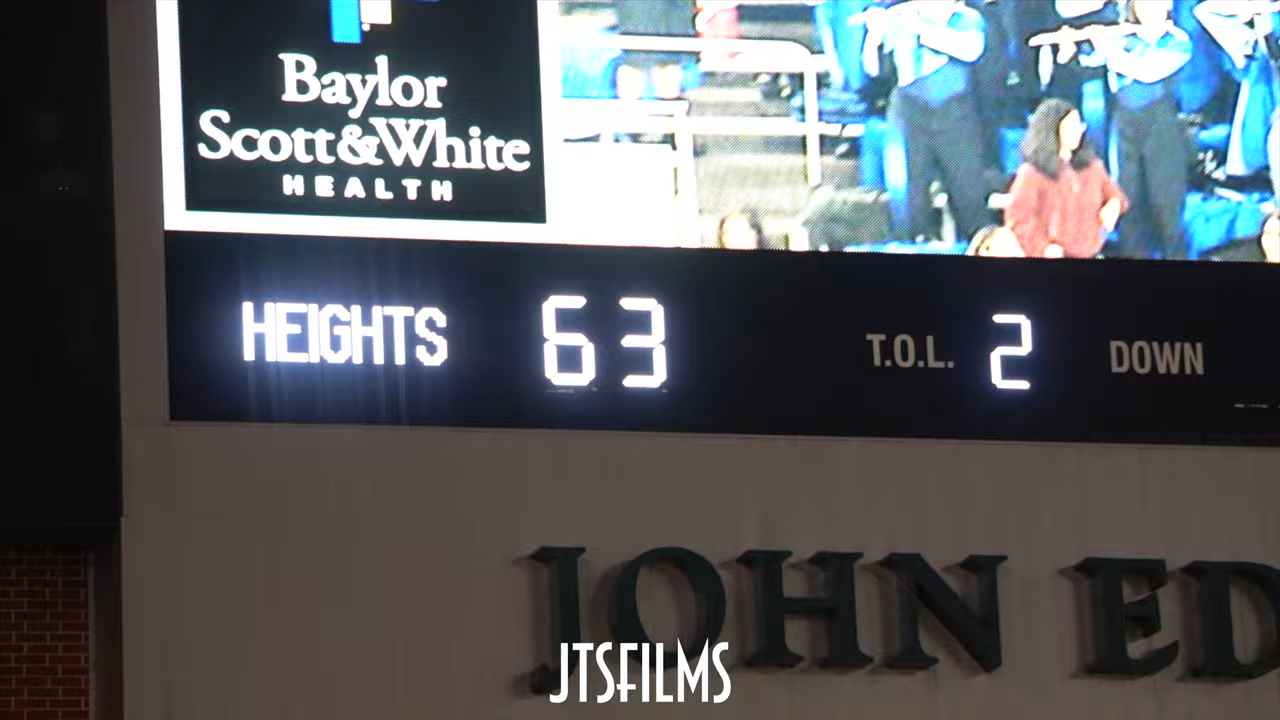 Baylor
Scott&White
HEALTH
HEIGHTS 63 T.O.L. 2 DOWN
JOHN ED
JTSFILMS